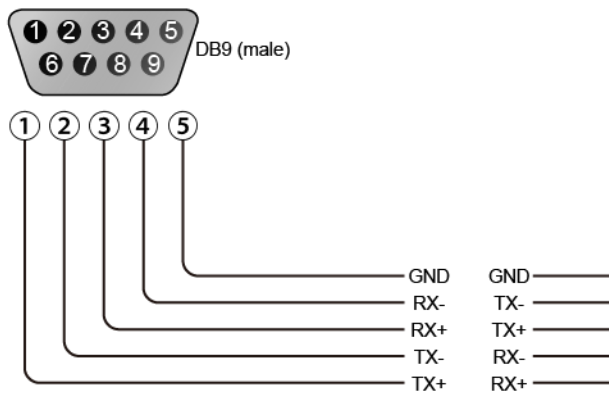 1 2 3 4 5
DB9 (male)
6 7 8 9
1 2 3 4 5
GND GND
RX- TX-
RX+ TX+
TX- RX-
TX+ RX+